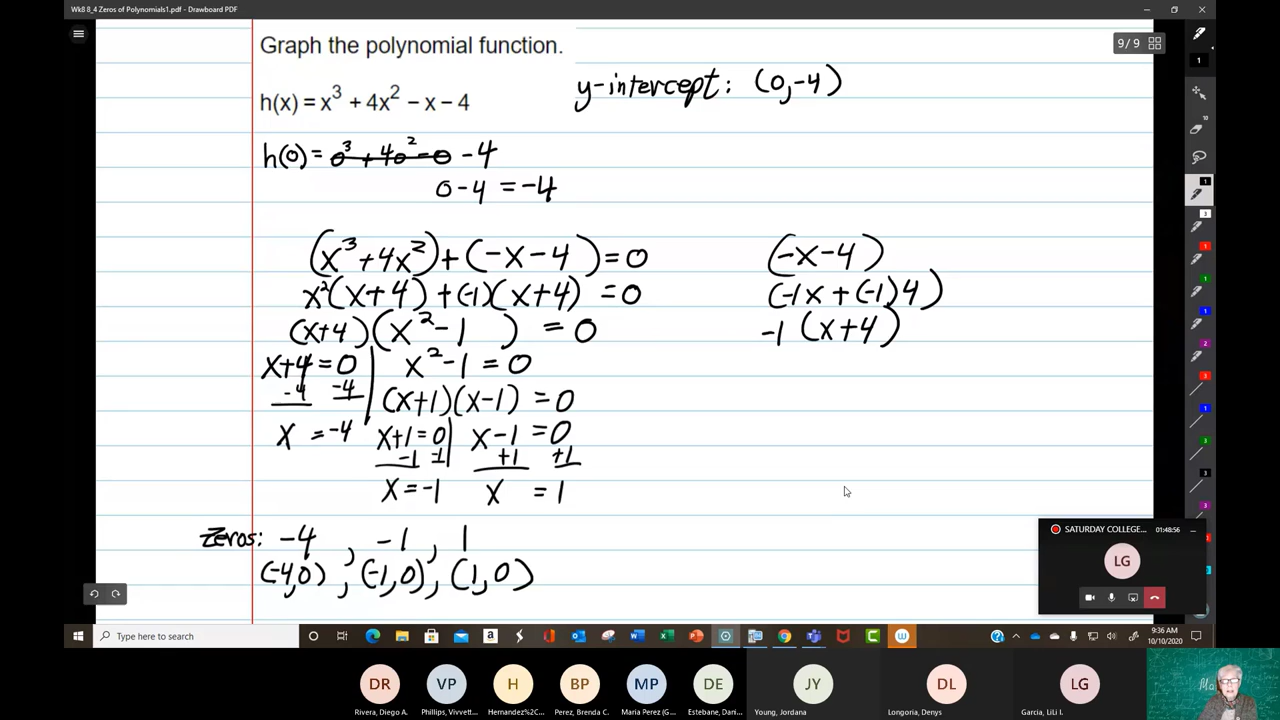 Wk8 8_4 Zeros of Polynomials1.pdf - Drawboard PDF
9/9
Graph the polynomial function.
y-intercept: (0,-4)
h(x) = x³ + 4x² − x − 4
h(0) = 0³ + 4·0² − 0 − 4
0 − 4 = −4
(x³ + 4x²) + (−x − 4) = 0
(−x − 4)
x²(x + 4) + (−1)(x + 4) = 0
(−1x + (−1)4)
(x+4)(x² − 1) = 0
−1 (x + 4)
x+4 = 0 x² − 1 = 0
−4 −4 (x+1)(x−1) = 0
x = −4 x+1 = 0 x − 1 = 0
−1 −1 +1 +1
x = −1 x = 1
Zeros: −4, −1, 1
(−4,0), (−1,0), (1,0)
SATURDAY COLLEGE... 01:48:56
LG
Type here to search
9:36 AM
10/10/2020
DR VP H BP MP DE JY DL LG
Rivera, Diego A. Phillips, Vivvett... Hernandez%2C... Perez, Brenda C. Maria Perez (G... Estebane, Dani... Young, Jordana Longoria, Denys Garcia, LiLi I.